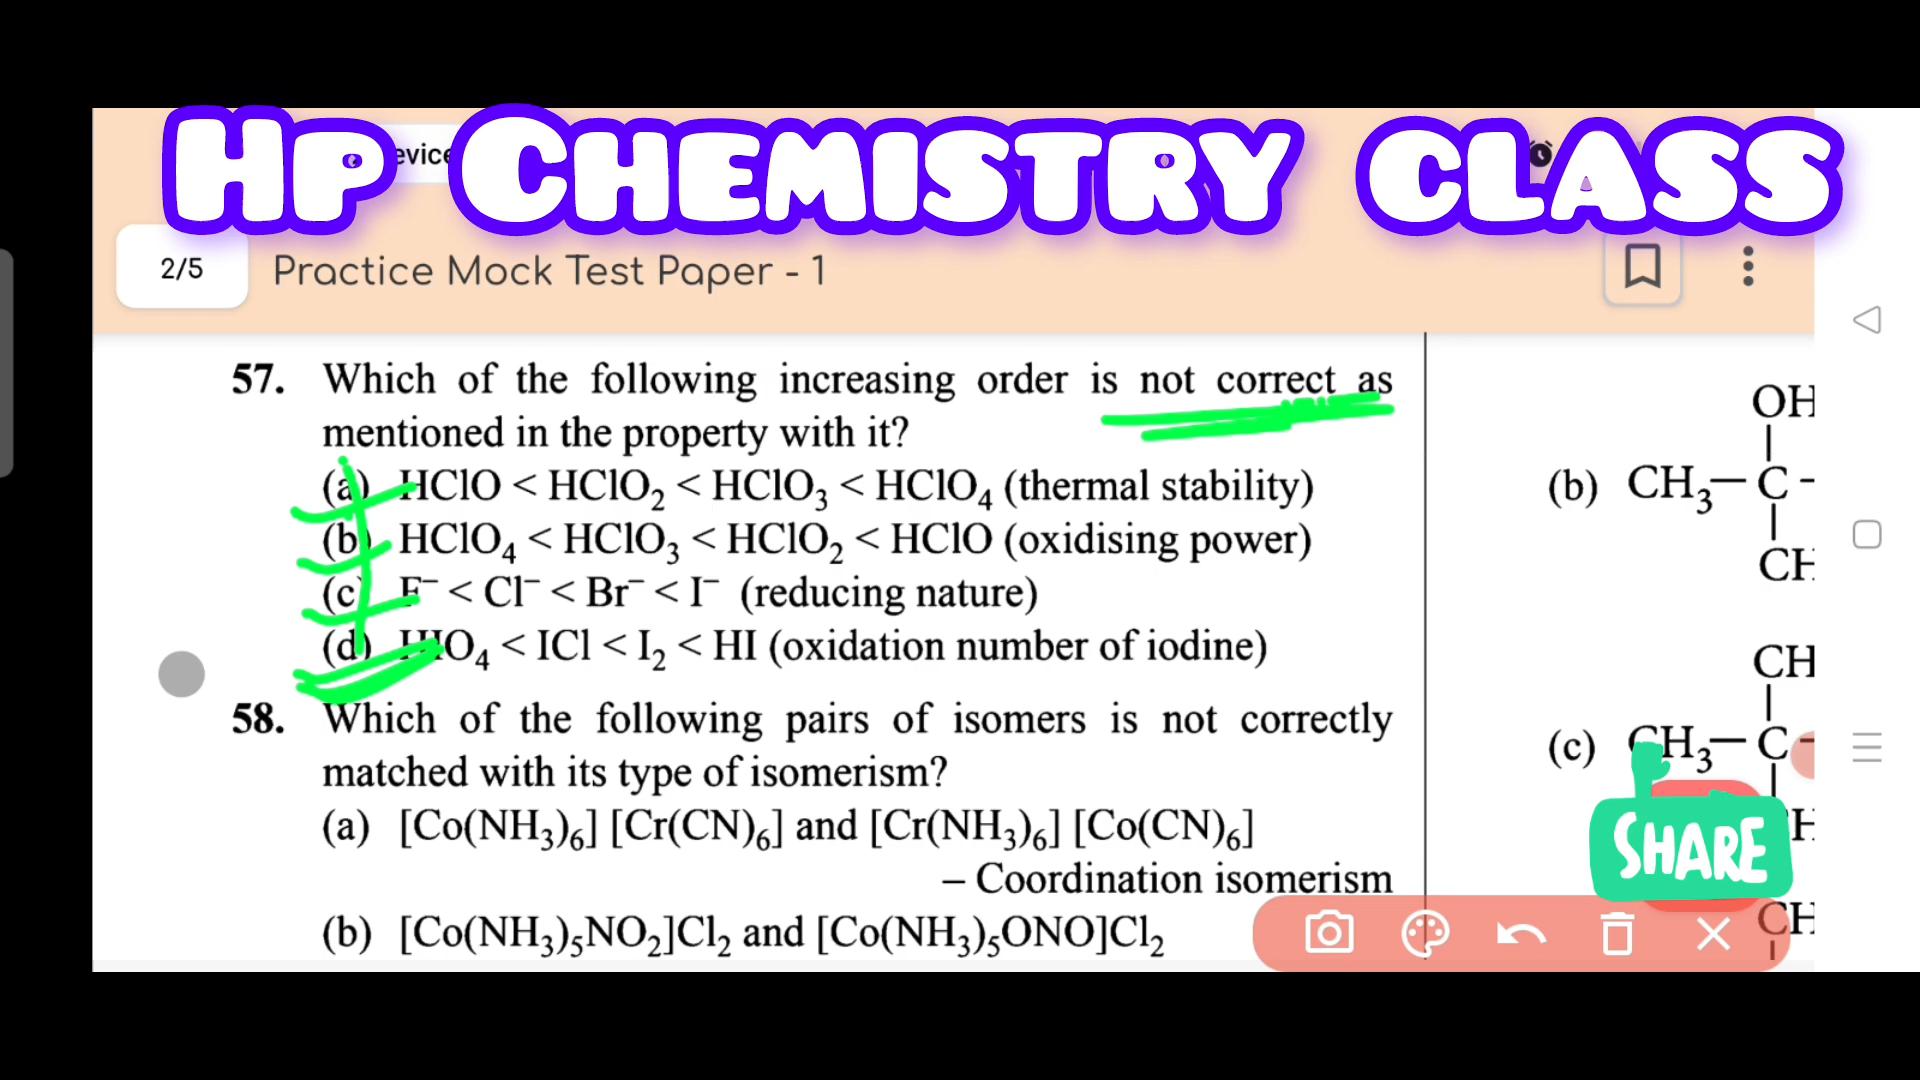 Hp Chemistry class
evice
2/5 Practice Mock Test Paper - 1
57. Which of the following increasing order is not correct as
mentioned in the property with it?
(a) HClO < HClO₂ < HClO₃ < HClO₄ (thermal stability)
(b) HClO₄ < HClO₃ < HClO₂ < HClO (oxidising power)
(c) F⁻ < Cl⁻ < Br⁻ < I⁻ (reducing nature)
(d) HIO₄ < ICl < I₂ < HI (oxidation number of iodine)
58. Which of the following pairs of isomers is not correctly
matched with its type of isomerism?
(a) [Co(NH₃)₆] [Cr(CN)₆] and [Cr(NH₃)₆] [Co(CN)₆]
– Coordination isomerism
(b) [Co(NH₃)₅NO₂]Cl₂ and [Co(NH₃)₅ONO]Cl₂
OH
(b) CH₃—C-
CH
CH
(c) CH₃—C-
H
SHARE
CH